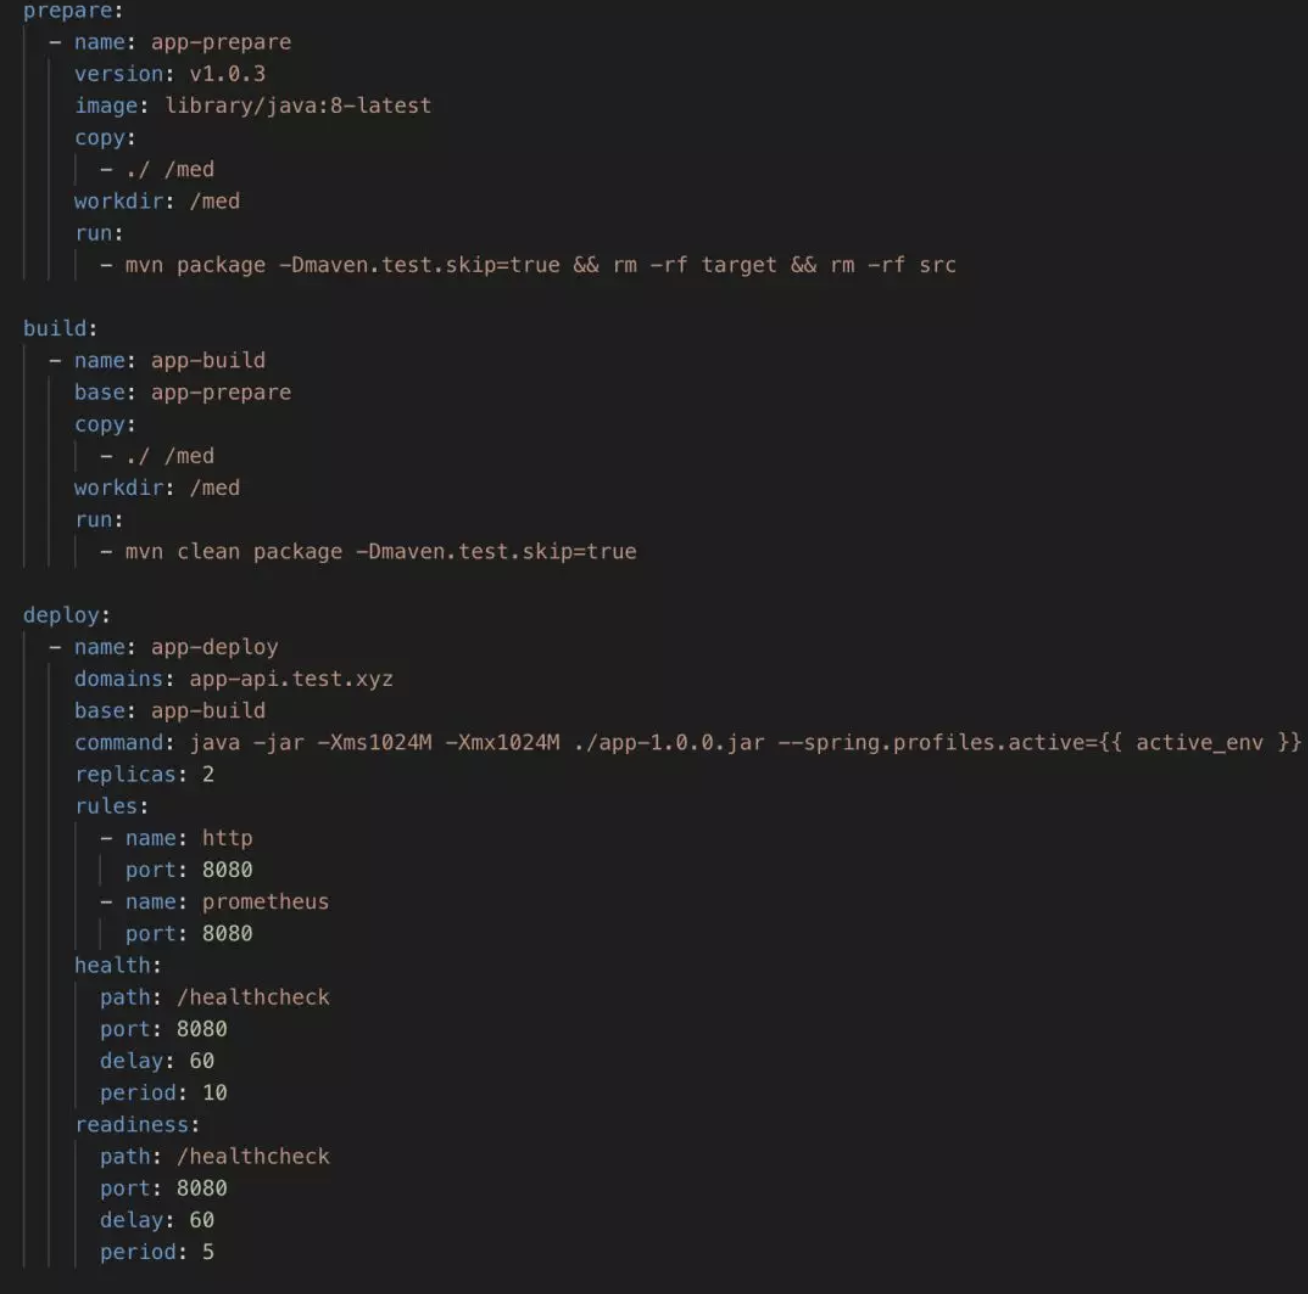 prepare:
  - name: app-prepare
    version: v1.0.3
    image: library/java:8-latest
    copy:
      - ./ /med
    workdir: /med
    run:
      - mvn package -Dmaven.test.skip=true && rm -rf target && rm -rf src
build:
  - name: app-build
    base: app-prepare
    copy:
      - ./ /med
    workdir: /med
    run:
      - mvn clean package -Dmaven.test.skip=true
deploy:
  - name: app-deploy
    domains: app-api.test.xyz
    base: app-build
    command: java -jar -Xms1024M -Xmx1024M ./app-1.0.0.jar --spring.profiles.active={{ active_env }}
    replicas: 2
    rules:
      - name: http
        port: 8080
      - name: prometheus
        port: 8080
    health:
      path: /healthcheck
      port: 8080
      delay: 60
      period: 10
    readiness:
      path: /healthcheck
      port: 8080
      delay: 60
      period: 5